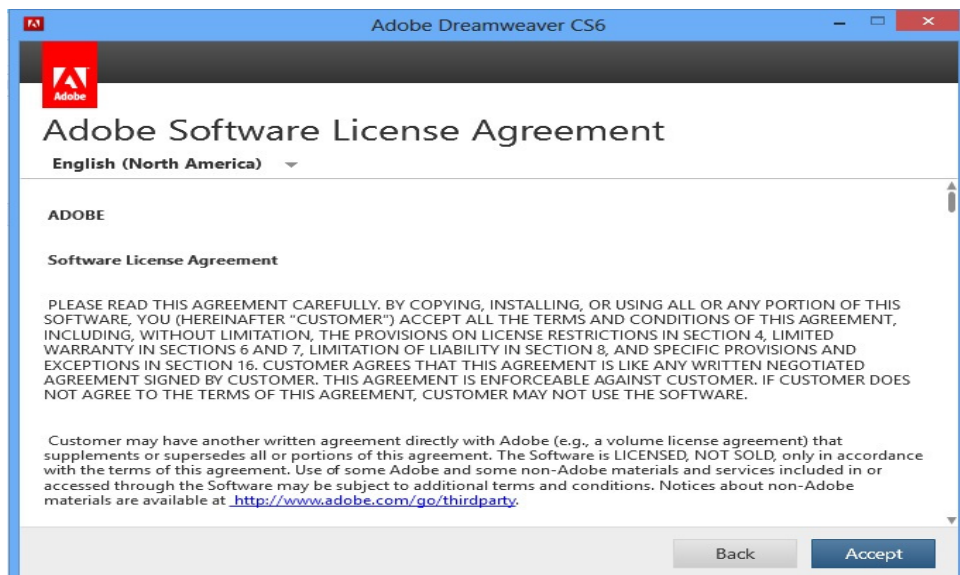 Adobe Dreamweaver CS6
Adobe
Adobe Software License Agreement
English (North America)
ADOBE
Software License Agreement
PLEASE READ THIS AGREEMENT CAREFULLY. BY COPYING, INSTALLING, OR USING ALL OR ANY PORTION OF THIS
SOFTWARE, YOU (HEREINAFTER “CUSTOMER”) ACCEPT ALL THE TERMS AND CONDITIONS OF THIS AGREEMENT,
INCLUDING, WITHOUT LIMITATION, THE PROVISIONS ON LICENSE RESTRICTIONS IN SECTION 4, LIMITED
WARRANTY IN SECTIONS 6 AND 7, LIMITATION OF LIABILITY IN SECTION 8, AND SPECIFIC PROVISIONS AND
EXCEPTIONS IN SECTION 16. CUSTOMER AGREES THAT THIS AGREEMENT IS LIKE ANY WRITTEN NEGOTIATED
AGREEMENT SIGNED BY CUSTOMER. THIS AGREEMENT IS ENFORCEABLE AGAINST CUSTOMER. IF CUSTOMER DOES
NOT AGREE TO THE TERMS OF THIS AGREEMENT, CUSTOMER MAY NOT USE THE SOFTWARE.
Customer may have another written agreement directly with Adobe (e.g., a volume license agreement) that
supplements or supersedes all or portions of this agreement. The Software is LICENSED, NOT SOLD, only in accordance
with the terms of this agreement. Use of some Adobe and some non-Adobe materials and services included in or
accessed through the Software may be subject to additional terms and conditions. Notices about non-Adobe
materials are available at http://www.adobe.com/go/thirdparty.
Back
Accept